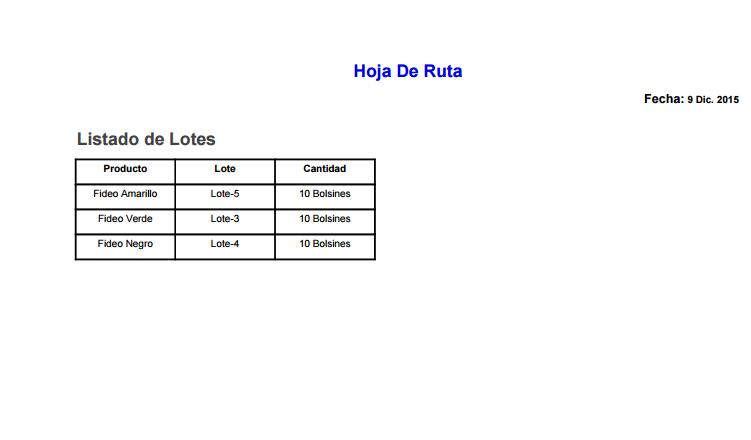 Hoja De Ruta
Fecha: 9 Dic. 2015
Listado de Lotes
Producto Lote Cantidad
Fideo Amarillo Lote-5 10 Bolsines
Fideo Verde Lote-3 10 Bolsines
Fideo Negro Lote-4 10 Bolsines